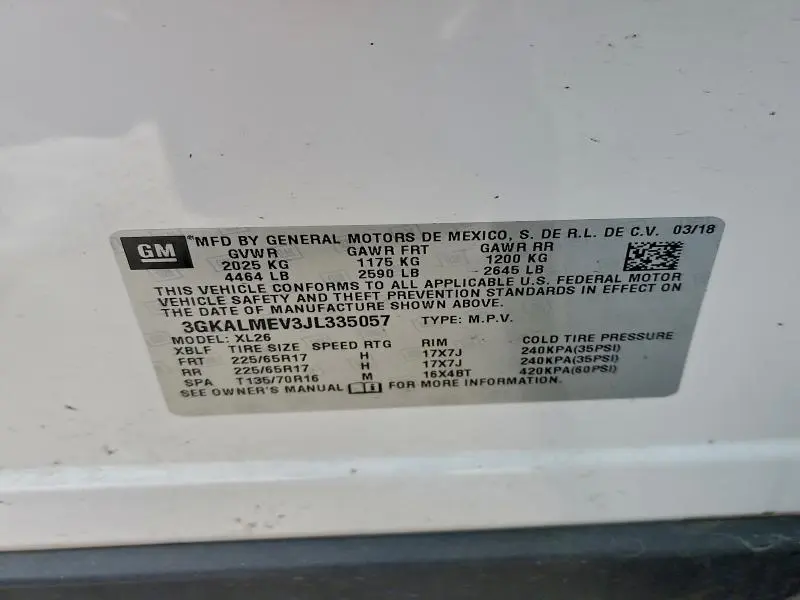 GM ®MFD BY GENERAL MOTORS DE MEXICO, S. DE R.L. DE C.V. 03/18
GVWR GAWR FRT GAWR RR
2025 KG 1175 KG 1200 KG
4464 LB 2590 LB 2645 LB
THIS VEHICLE CONFORMS TO ALL APPLICABLE U.S. FEDERAL MOTOR
VEHICLE SAFETY AND THEFT PREVENTION STANDARDS IN EFFECT ON
THE DATE OF MANUFACTURE SHOWN ABOVE.
3GKALMEV3JL335057 TYPE: M.P.V.
MODEL: XL26
XBLF TIRE SIZE SPEED RTG RIM COLD TIRE PRESSURE
FRT 225/65R17 H 17X7J 240KPA(35PSI)
RR 225/65R17 H 17X7J 240KPA(35PSI)
SPA T135/70R16 M 16X4BT 420KPA(60PSI)
SEE OWNER'S MANUAL FOR MORE INFORMATION.